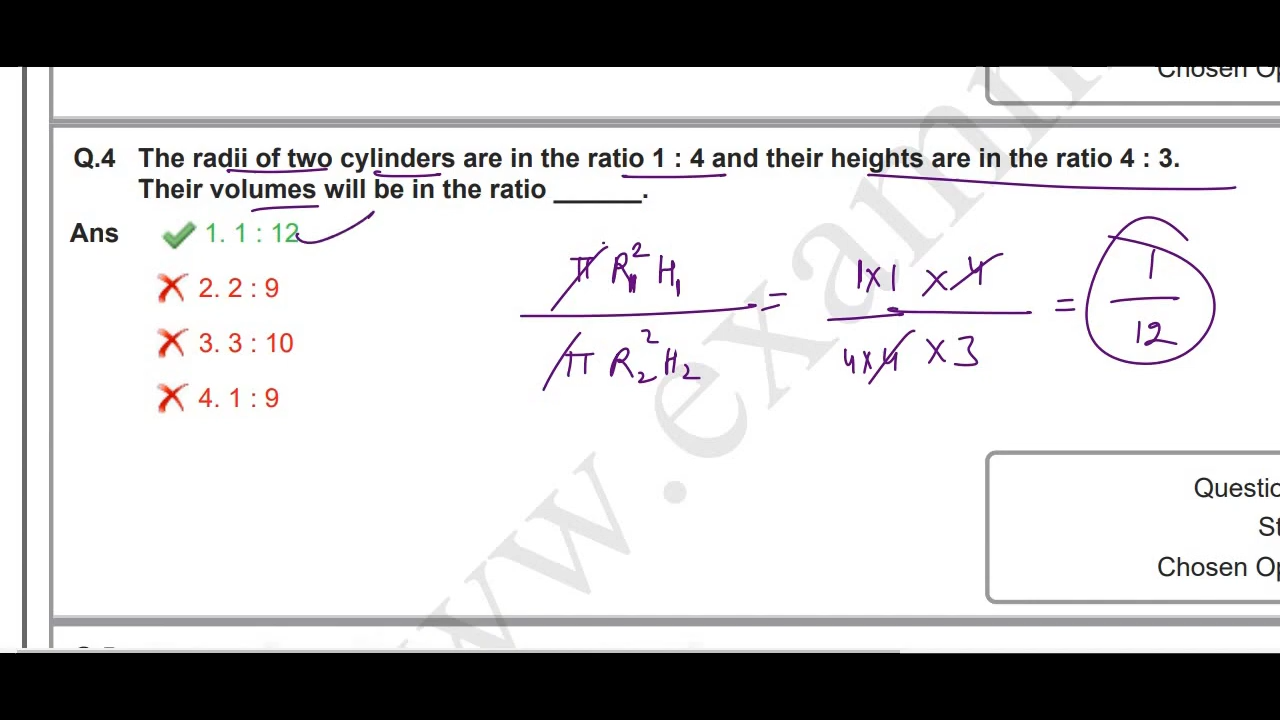 Chosen Op
Q.4 The radii of two cylinders are in the ratio 1 : 4 and their heights are in the ratio 4 : 3.
Their volumes will be in the ratio ______.
Ans 1. 1 : 12
2. 2 : 9
3. 3 : 10
4. 1 : 9
π R₁² H₁ / π R₂² H₂ = 1×1 × 4 / 4×4 × 3 = 1 / 12
www.exam
Questio
St
Chosen Op